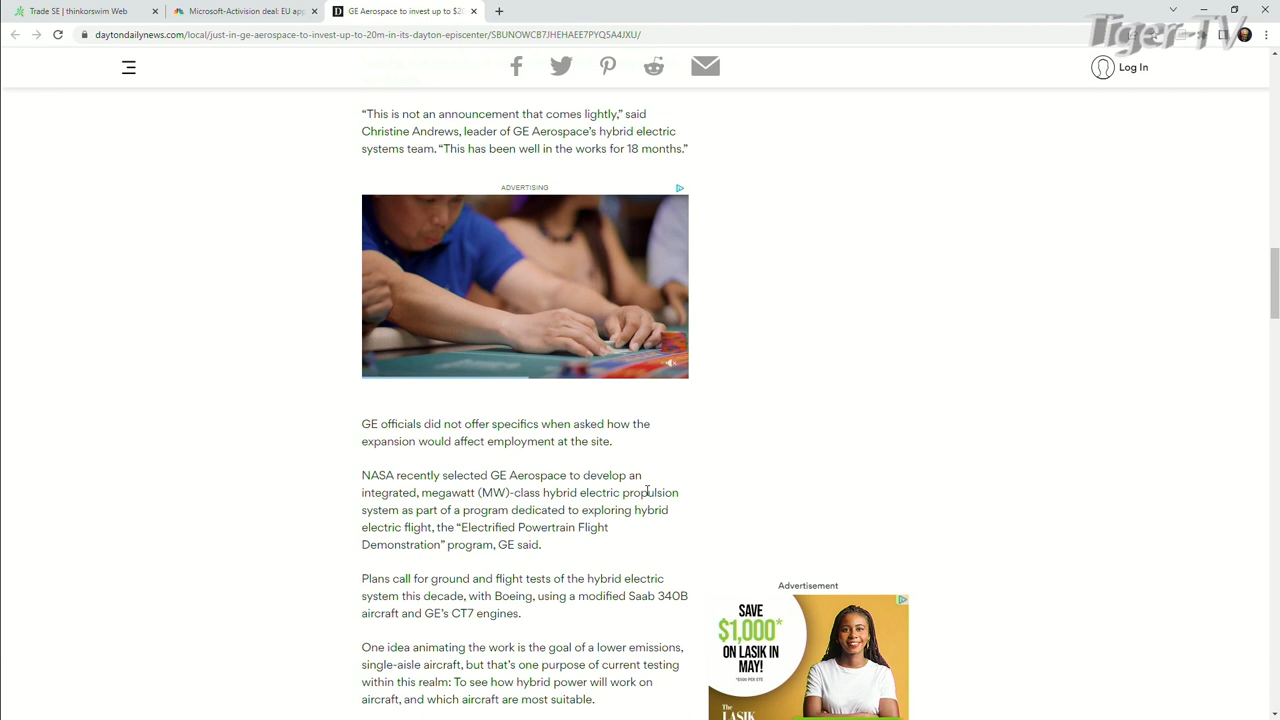 Trade SE | thinkorswim Web
Microsoft-Activision deal: EU app
GE Aerospace to invest up to $20
daytondailynews.com/local/just-in-ge-aerospace-to-invest-up-to-20m-in-its-dayton-episcenter/SBUNOWCB7JHEHAEE7PYQ5A4JXU/
Tiger-TV
Log In
“This is not an announcement that comes lightly,” said
Christine Andrews, leader of GE Aerospace’s hybrid electric
systems team. “This has been well in the works for 18 months.”
ADVERTISING
GE officials did not offer specifics when asked how the
expansion would affect employment at the site.
NASA recently selected GE Aerospace to develop an
integrated, megawatt (MW)-class hybrid electric propulsion
system as part of a program dedicated to exploring hybrid
electric flight, the “Electrified Powertrain Flight
Demonstration” program, GE said.
Plans call for ground and flight tests of the hybrid electric
system this decade, with Boeing, using a modified Saab 340B
aircraft and GE’s CT7 engines.
One idea animating the work is the goal of a lower emissions,
single-aisle aircraft, but that’s one purpose of current testing
within this realm: To see how hybrid power will work on
aircraft, and which aircraft are most suitable.
Advertisement
SAVE
$1,000*
ON LASIK IN
MAY!
The
LASIK